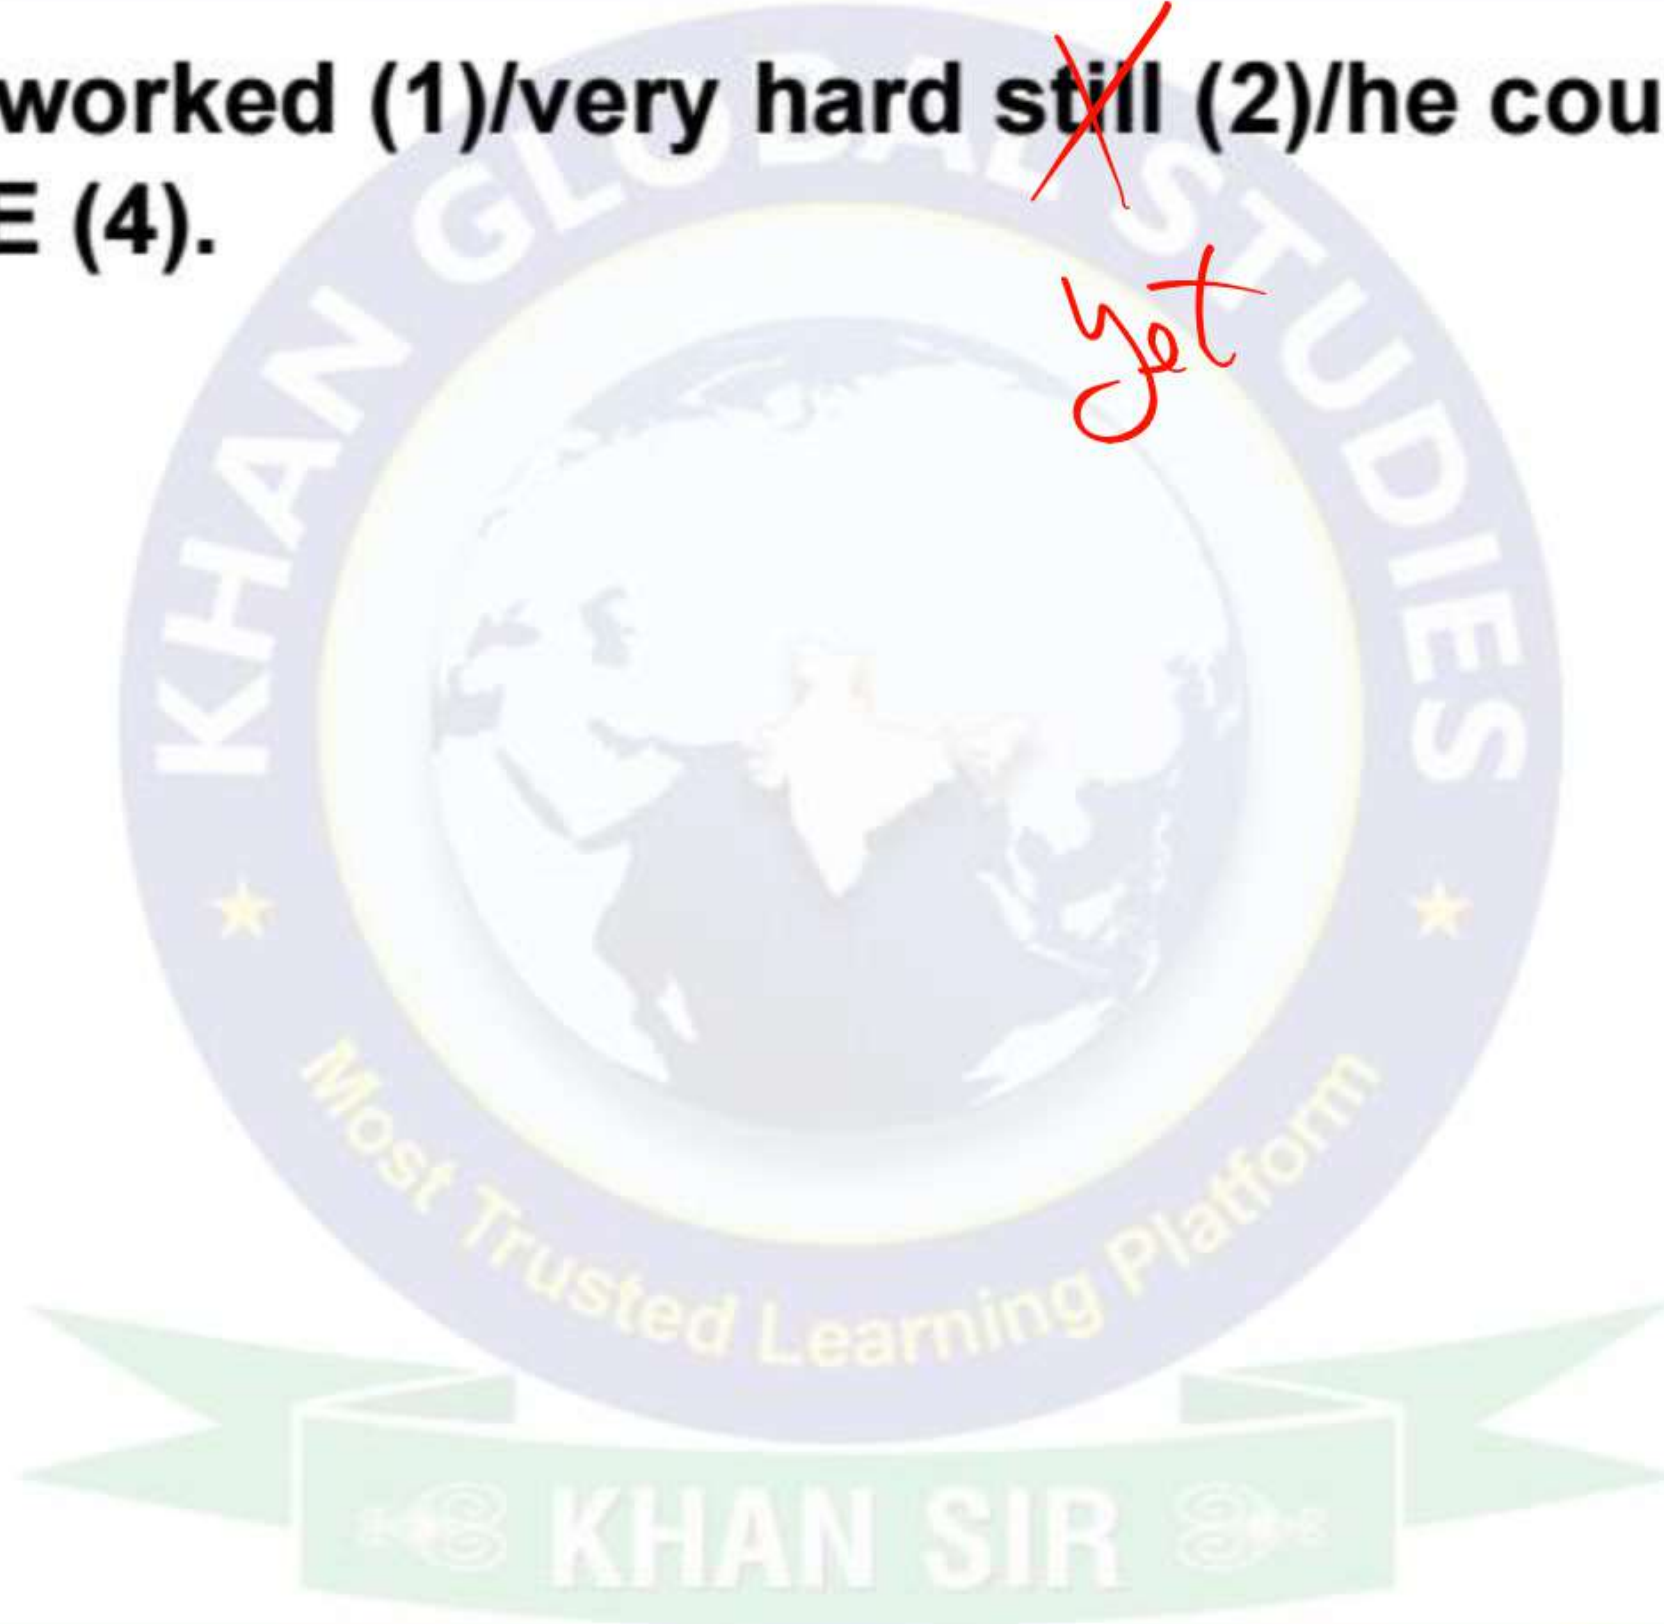 worked (1)/very hard still (2)/he cou
E (4).
yet
KHAN GLOBAL STUDIES
Most Trusted Learning Platform
KHAN SIR